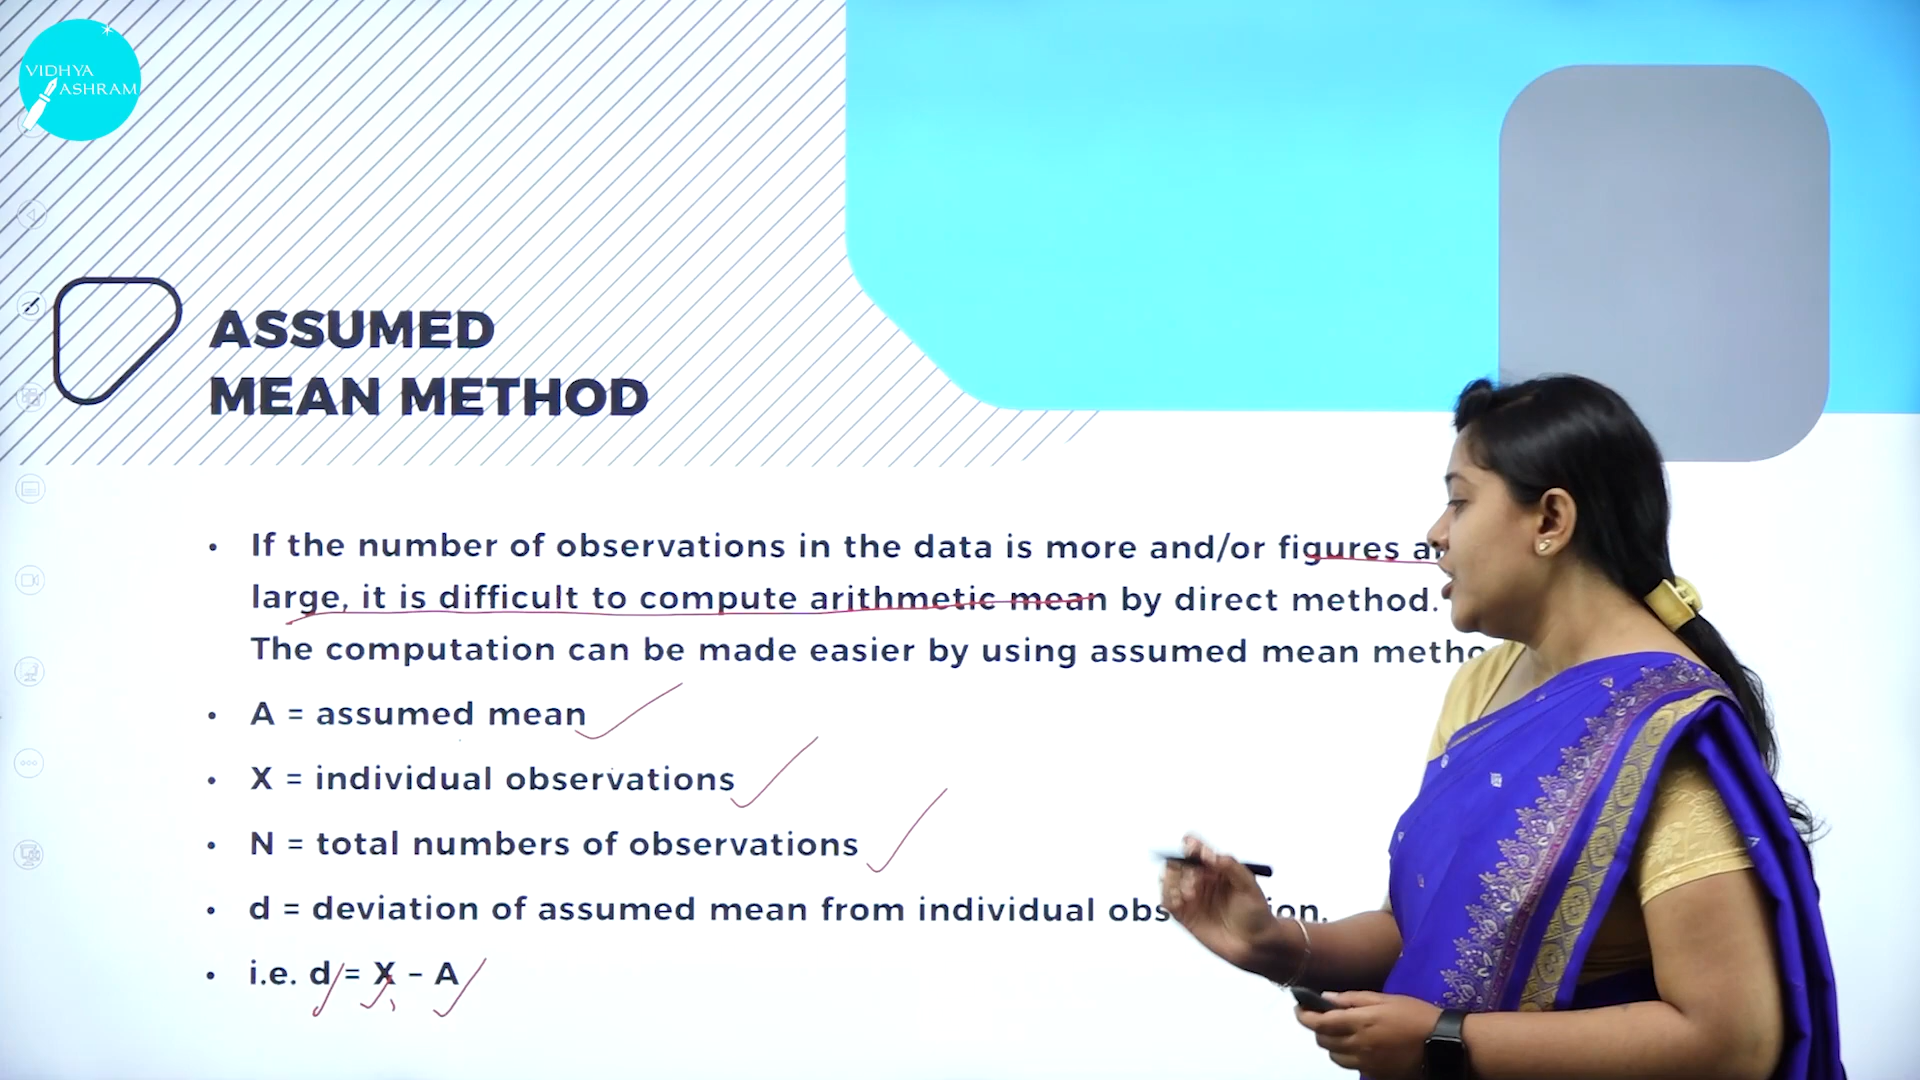 VIDHYA
ASHRAM
ASSUMED
MEAN METHOD
• If the number of observations in the data is more and/or figures
large, it is difficult to compute arithmetic mean by direct method.
The computation can be made easier by using assumed mean
• A = assumed mean
• X = individual observations
• N = total numbers of observations
• d = deviation of assumed mean from individual
• i.e. d = X - A